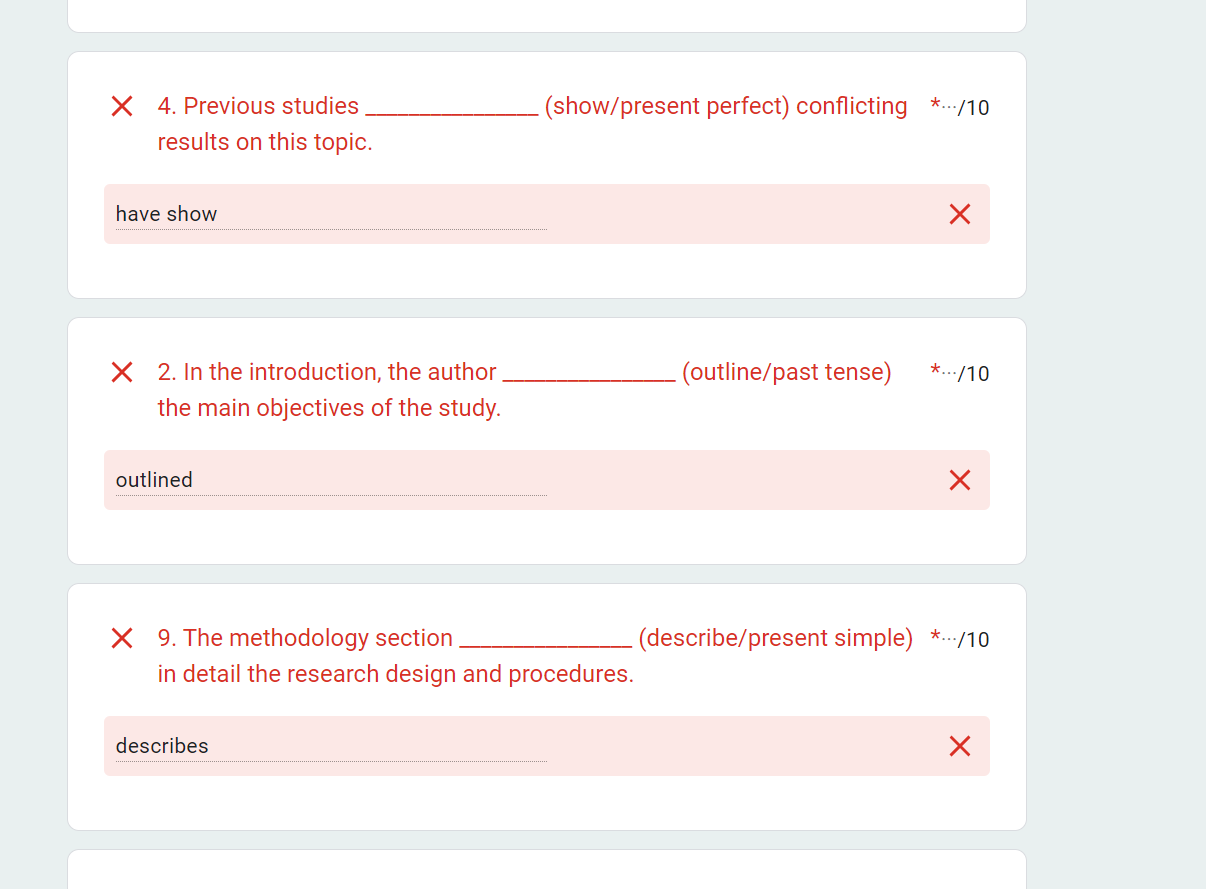 4. Previous studies ______________ (show/present perfect) conflicting *···/10
results on this topic.
have show
2. In the introduction, the author ______________ (outline/past tense) *···/10
the main objectives of the study.
outlined
9. The methodology section ______________ (describe/present simple) *···/10
in detail the research design and procedures.
describes